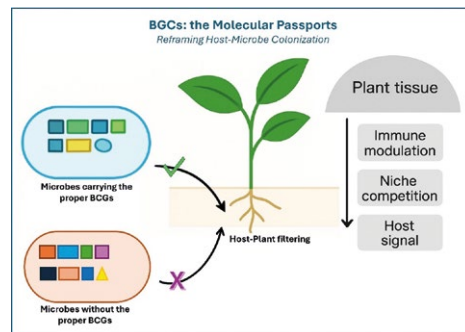 BGCs: the Molecular Passports
Reframing Host-Microbe Colonization
Microbes carrying the
proper BCGs
Microbes without the
proper BCGs
Host-Plant filtering
Plant tissue
Immune
modulation
Niche
competition
Host
signal